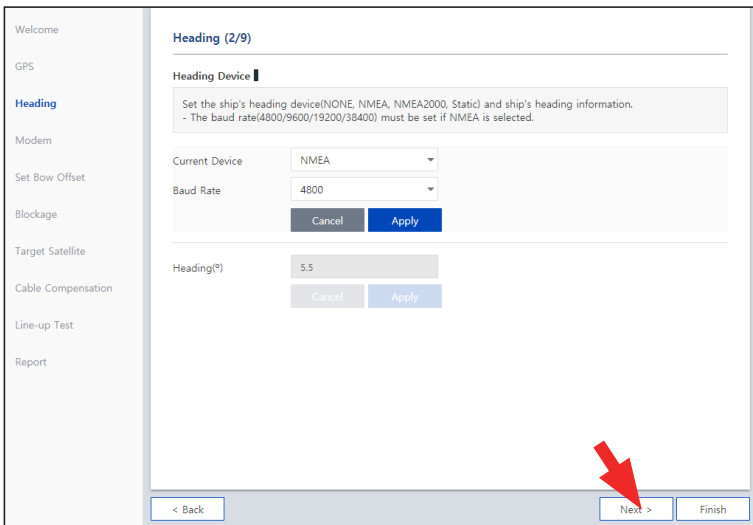 Welcome
GPS
Heading
Modem
Set Bow Offset
Blockage
Target Satellite
Cable Compensation
Line-up Test
Report
Heading (2/9)
Heading Device
Set the ship's heading device(NONE, NMEA, NMEA2000, Static) and ship's heading information.
- The baud rate(4800/9600/19200/38400) must be set if NMEA is selected.
Current Device NMEA
Baud Rate 4800
Cancel Apply
Heading(º) 5.5
Cancel Apply
< Back Next > Finish